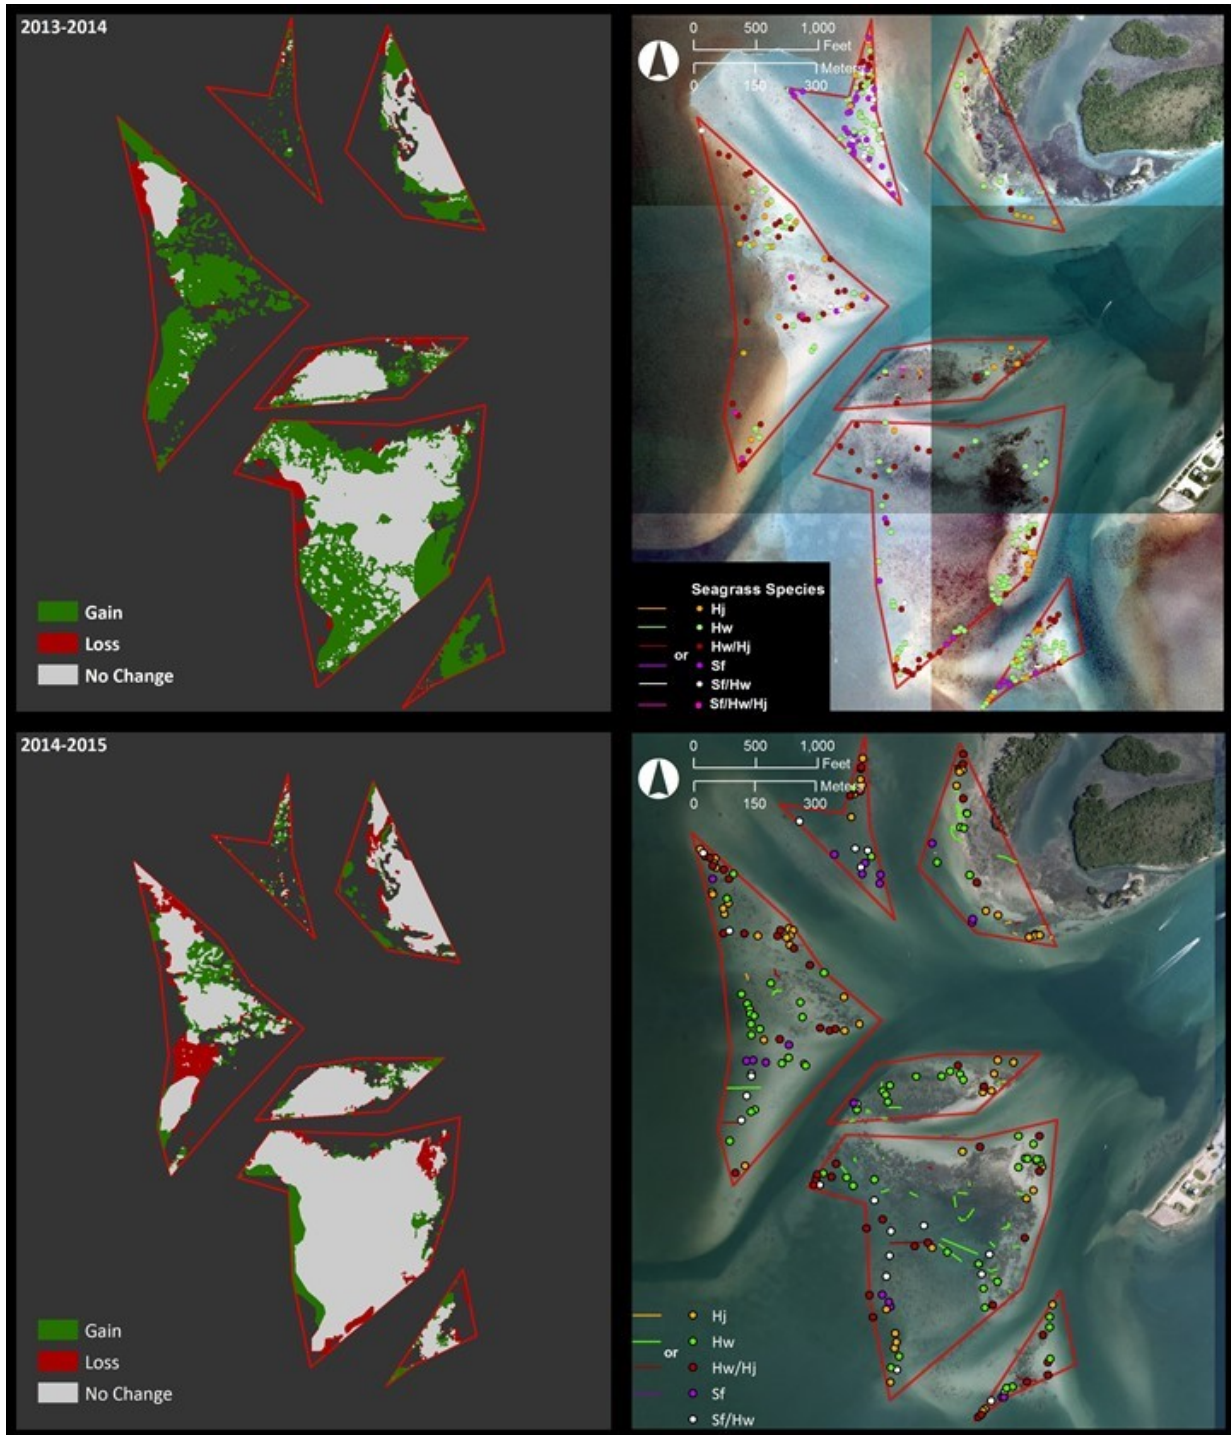 2013-2014
Gain
Loss
No Change
0 500 1,000
Feet
Meters
0 150 300
Seagrass Species
Hj
Hw
Hw/Hj
or
Sf
Sf/Hw
Sf/Hw/Hj
2014-2015
Gain
Loss
No Change
0 500 1,000
Feet
Meters
0 150 300
Hj
Hw
or
Hw/Hj
Sf
Sf/Hw